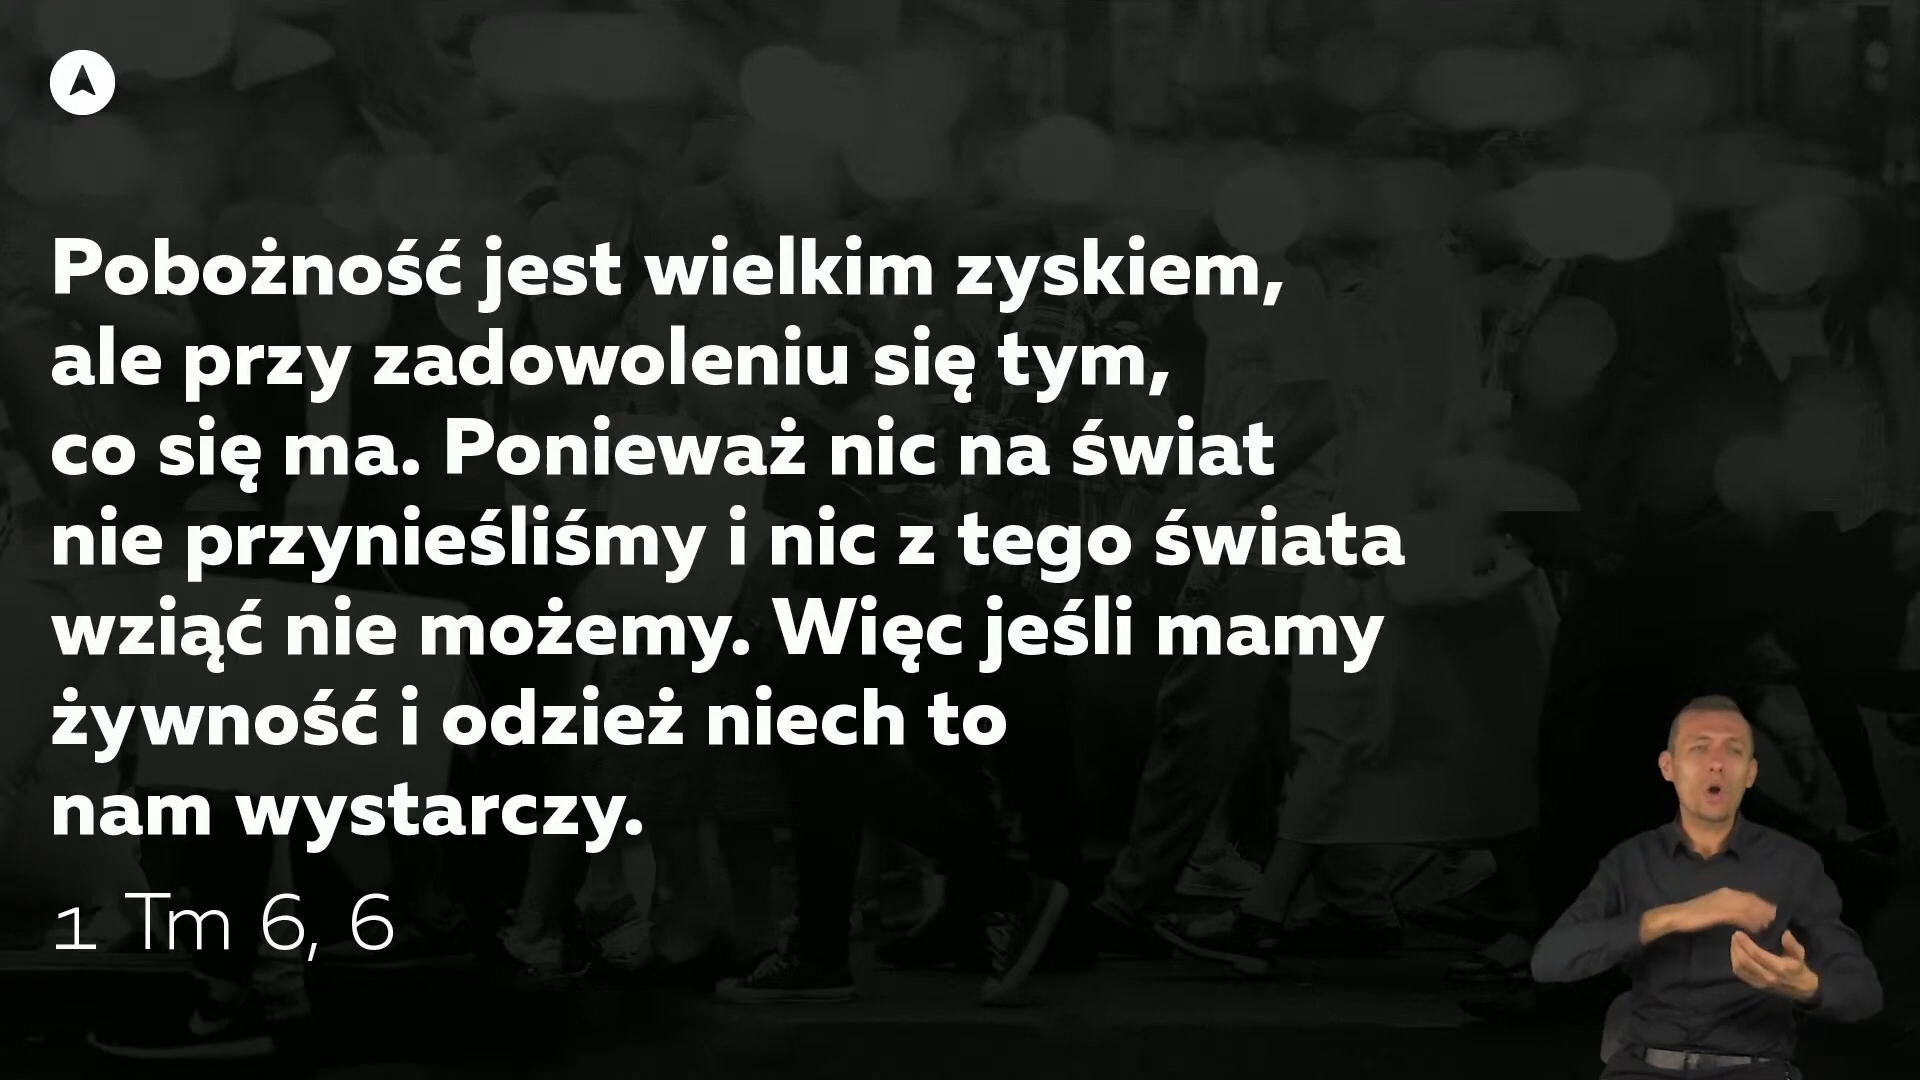 Pobożność jest wielkim zyskiem,
ale przy zadowoleniu się tym,
co się ma. Ponieważ nic na świat
nie przynieśliśmy i nic z tego świata
wziąć nie możemy. Więc jeśli mamy
żywność i odzież niech to
nam wystarczy.
1 Tm 6, 6